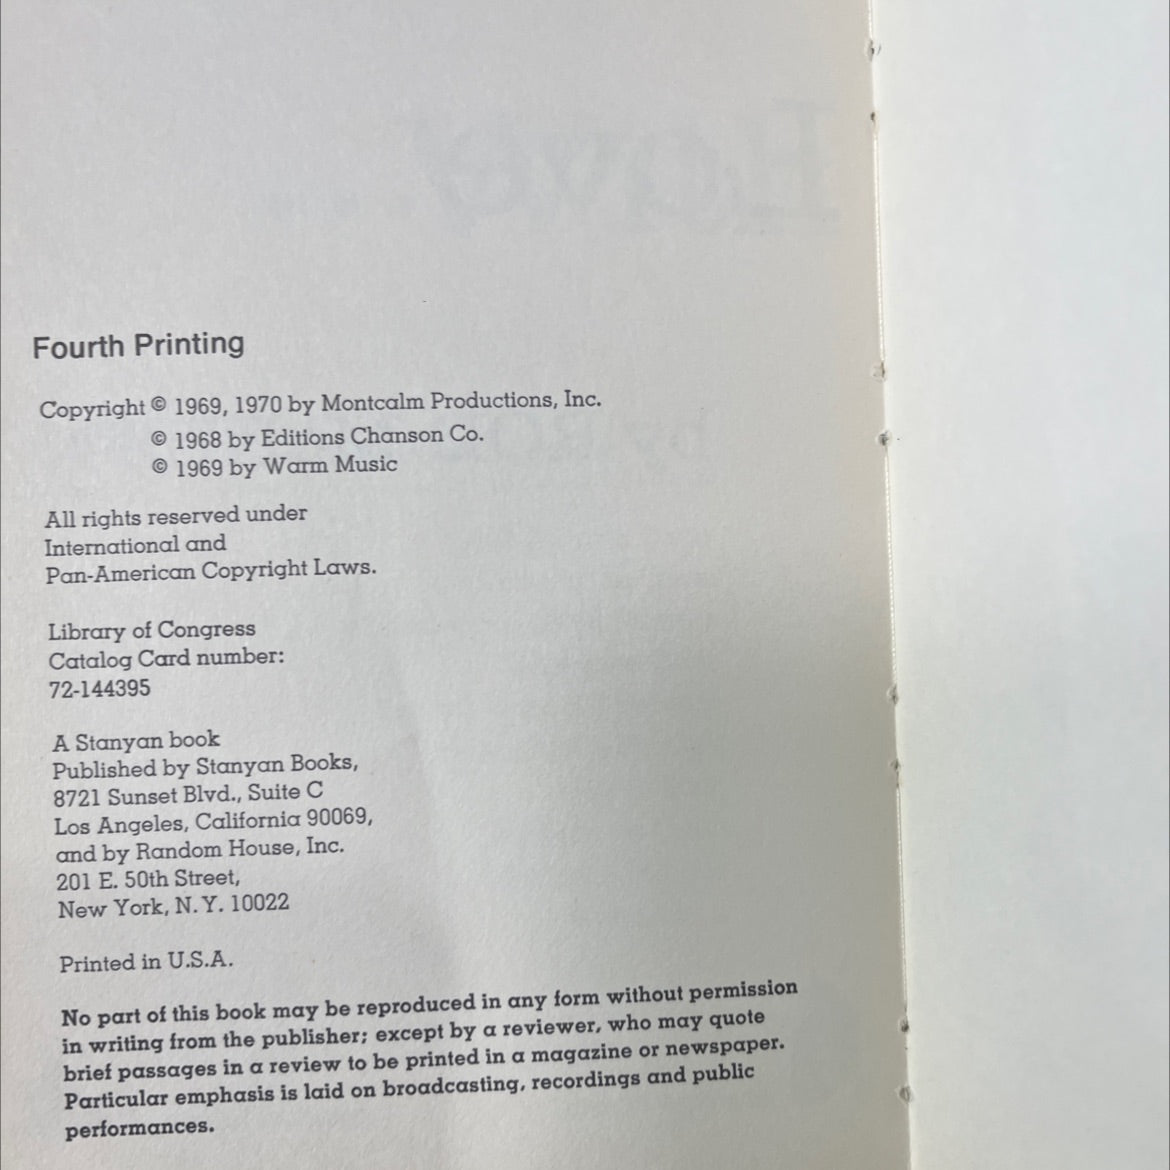 Fourth Printing
Copyright © 1969, 1970 by Montcalm Productions, Inc.
© 1968 by Editions Chanson Co.
© 1969 by Warm Music
All rights reserved under
International and
Pan-American Copyright Laws.
Library of Congress
Catalog Card number:
72-144395
A Stanyan book
Published by Stanyan Books,
8721 Sunset Blvd., Suite C
Los Angeles, California 90069,
and by Random House, Inc.
201 E. 50th Street,
New York, N.Y. 10022
Printed in U.S.A.
No part of this book may be reproduced in any form without permission
in writing from the publisher; except by a reviewer, who may quote
brief passages in a review to be printed in a magazine or newspaper.
Particular emphasis is laid on broadcasting, recordings and public
performances.